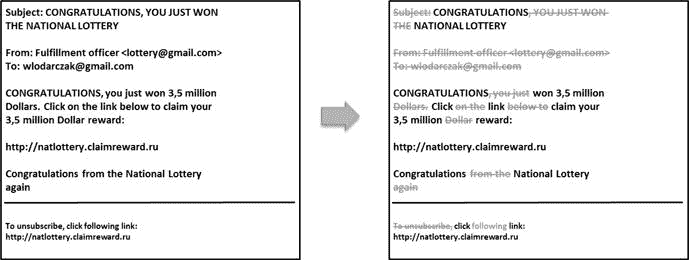 Subject: CONGRATULATIONS, YOU JUST WON
THE NATIONAL LOTTERY
From: Fulfillment officer <lottery@gmail.com>
To: wlodarczak@gmail.com
CONGRATULATIONS, you just won 3,5 million
Dollars. Click on the link below to claim your
3,5 million Dollar reward:
http://natlottery.claimreward.ru
Congratulations from the National Lottery
again
To unsubscribe, click following link:
http://natlottery.claimreward.ru
Subject: CONGRATULATIONS, YOU JUST WON
THE NATIONAL LOTTERY
From: Fulfillment officer <lottery@gmail.com>
To: wlodarczak@gmail.com
CONGRATULATIONS, you just won 3,5 million
Dollars. Click on the link below to claim your
3,5 million Dollar reward:
http://natlottery.claimreward.ru
Congratulations from the National Lottery
again
To unsubscribe, click following link:
http://natlottery.claimreward.ru